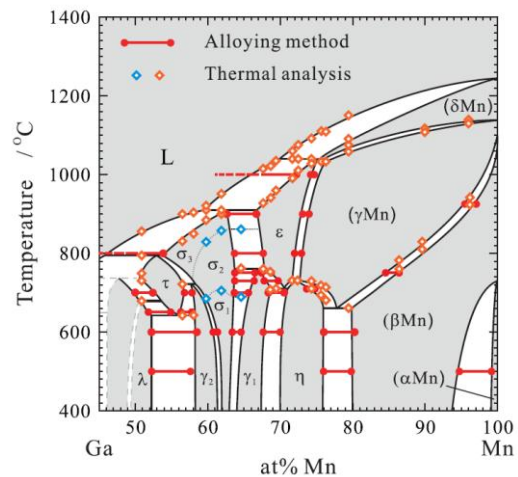 1400
1200
1000
800
600
400
Temperature / °C
Alloying method
Thermal analysis
L
(δMn)
(γMn)
ε
σ₃
σ₂
τ
σ₁
(βMn)
λ
γ₂
γ₁
η
(αMn)
50 60 70 80 90 100
Ga
Mn
at% Mn